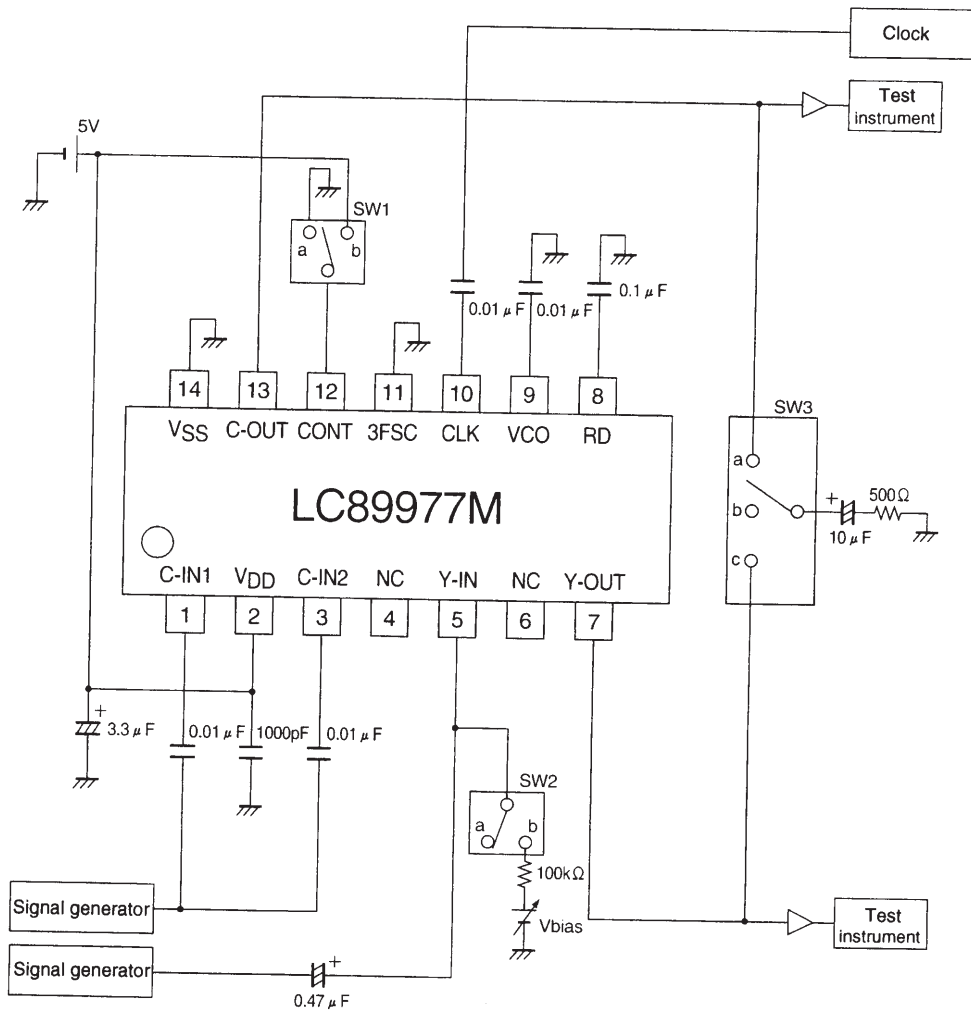 Clock
Test
instrument
5V
SW1
a b
0.01 μF 0.01 μF 0.1 μF
14 13 12 11 10 9 8
VSS C-OUT CONT 3FSC CLK VCO RD
LC89977M
C-IN1 VDD C-IN2 NC Y-IN NC Y-OUT
1 2 3 4 5 6 7
SW3
a
b
c
+
10 μF
500Ω
+
3.3 μF
0.01 μF 1000pF 0.01 μF
SW2
a b
100kΩ
Vbias
Signal generator
Signal generator
+
0.47 μF
Test
instrument